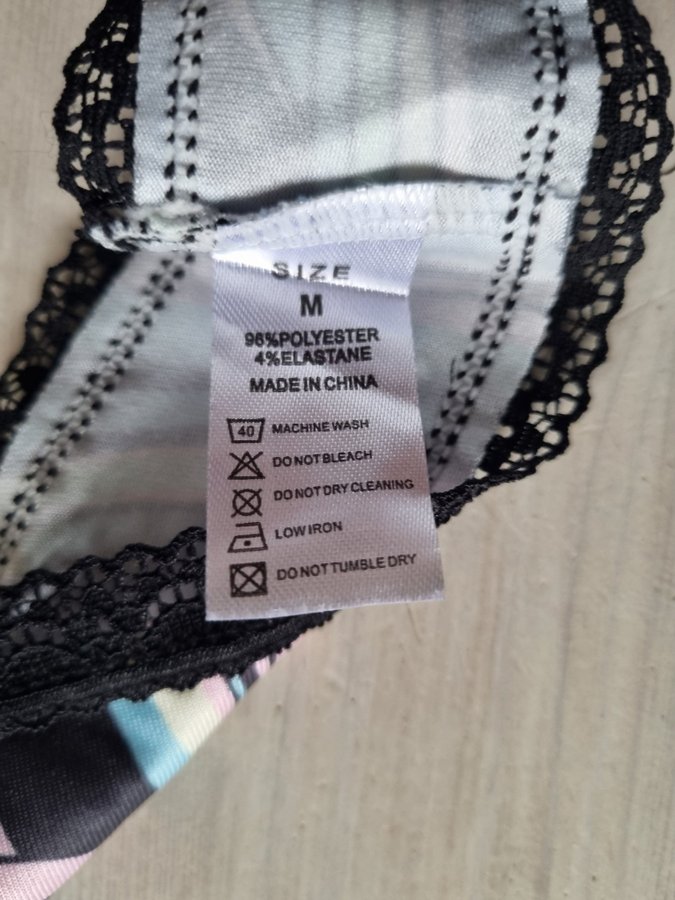 SIZE
M
96%POLYESTER
4%ELASTANE
MADE IN CHINA
40 MACHINE WASH
DO NOT BLEACH
DO NOT DRY CLEANING
LOW IRON
DO NOT TUMBLE DRY